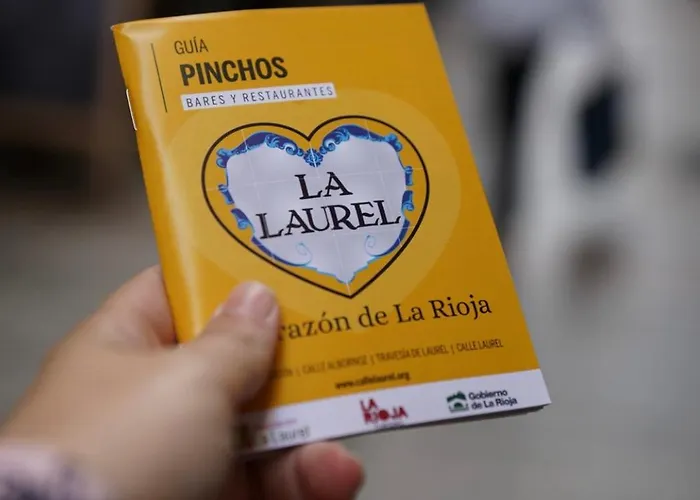 GUÍA
PINCHOS
BARES Y RESTAURANTES
LA
LAUREL
razón de La Rioja
| CALLE ALBORNOZ | TRAVESÍA DE LAUREL | CALLE LAUREL
www.callelaurel.org
LA
RIOJA
Gobierno
de La Rioja
Laurel